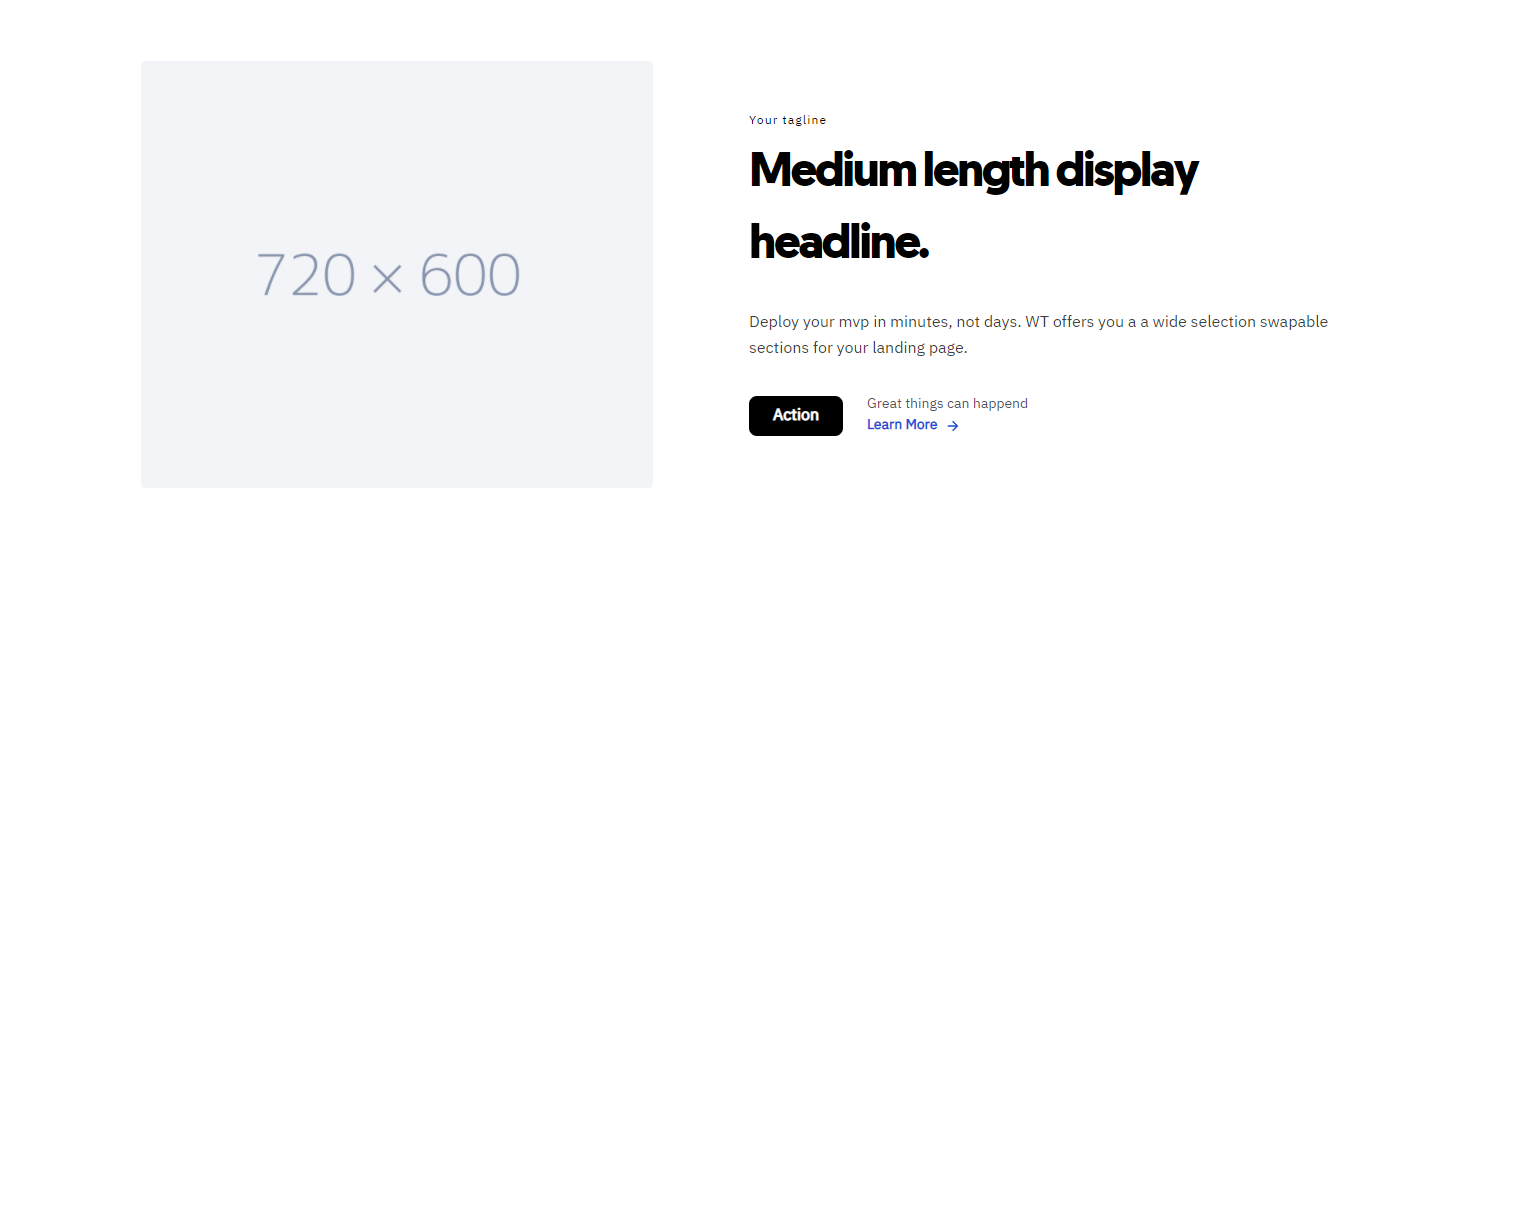 720 × 600
Your tagline
Medium length display
headline.
Deploy your mvp in minutes, not days. WT offers you a a wide selection swapable
sections for your landing page.
Action
Great things can happend
Learn More →